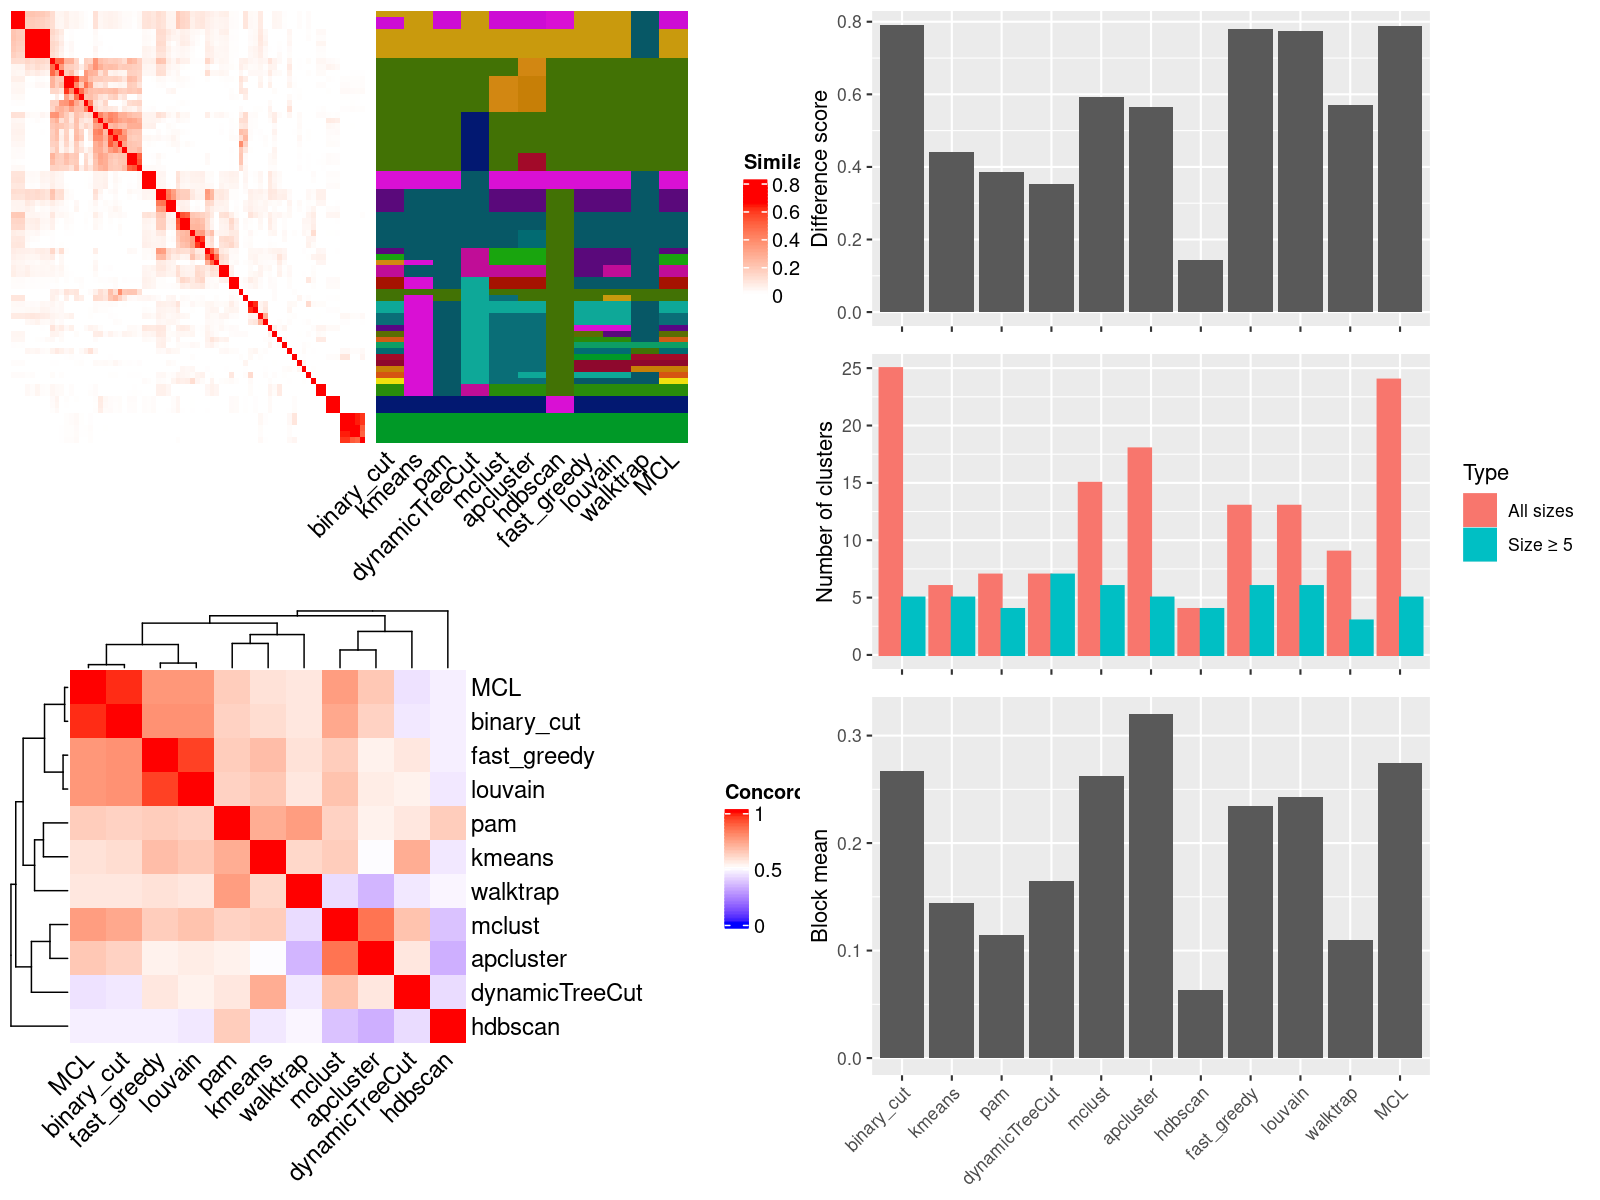 Simila
0.8
0.6
0.4
0.2
0
binary_cut
kmeans
pam
dynamicTreeCut
mclust
apcluster
hdbscan
fast_greedy
louvain
walktrap
MCL
MCL
binary_cut
fast_greedy
louvain
pam
kmeans
walktrap
mclust
apcluster
dynamicTreeCut
hdbscan
MCL
binary_cut
fast_greedy
louvain
pam
kmeans
walktrap
mclust
apcluster
dynamicTreeCut
hdbscan
Concord
1
0.5
0
Difference score
0.8
0.6
0.4
0.2
0.0
Number of clusters
25
20
15
10
5
0
Type
All sizes
Size ≥ 5
Block mean
0.3
0.2
0.1
0.0
binary_cut
kmeans
pam
dynamicTreeCut
mclust
apcluster
hdbscan
fast_greedy
louvain
walktrap
MCL